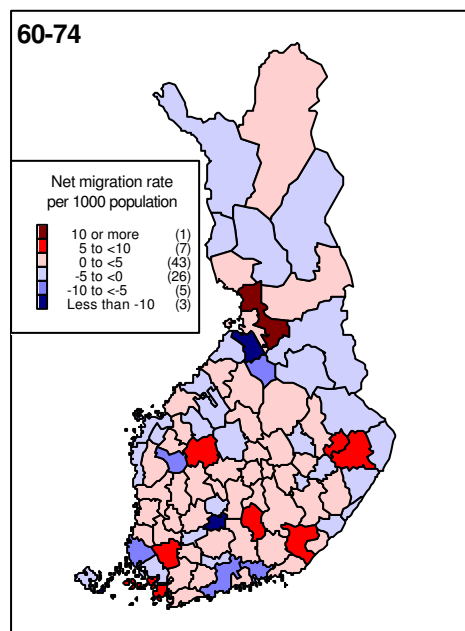 60-74
Net migration rate
per 1000 population
10 or more (1)
5 to <10 (7)
0 to <5 (43)
-5 to <0 (26)
-10 to <-5 (5)
Less than -10 (3)